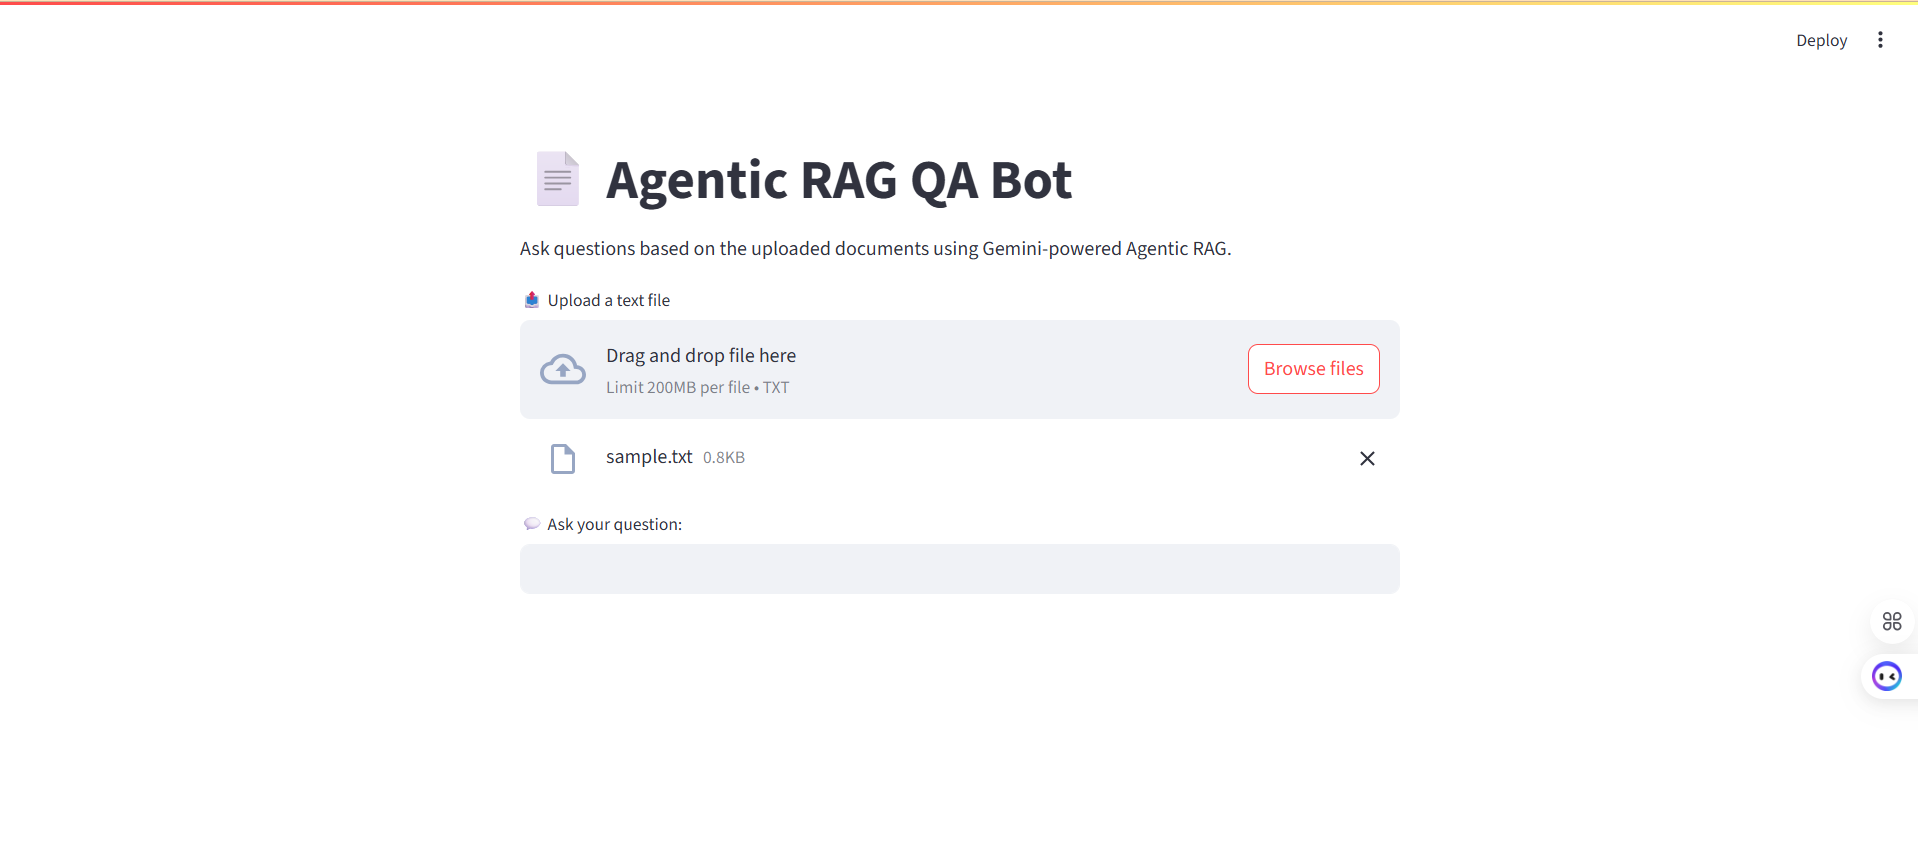 Deploy
Agentic RAG QA Bot
Ask questions based on the uploaded documents using Gemini-powered Agentic RAG.
Upload a text file
Drag and drop file here
Limit 200MB per file • TXT
Browse files
sample.txt 0.8KB
Ask your question: